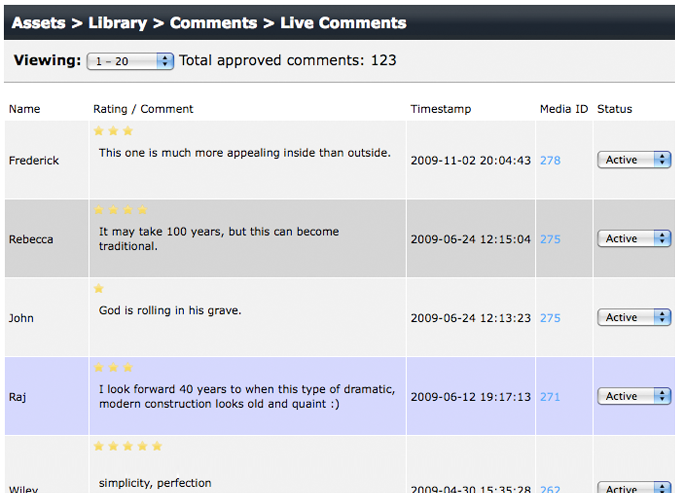 Assets > Library > Comments > Live Comments
Viewing: 1 – 20 Total approved comments: 123
Name Rating / Comment Timestamp Media ID Status
Frederick This one is much more appealing inside than outside. 2009-11-02 20:04:43 278 Active
It may take 100 years, but this can become
Rebecca 2009-06-24 12:15:04 275 Active
traditional.
God is rolling in his grave.
John 2009-06-24 12:13:23 275 Active
I look forward 40 years to when this type of dramatic,
Raj 2009-06-12 19:17:13 271 Active
modern construction looks old and quaint :)
simplicity, perfection
Wiley 2009-04-30 15:35:28 262 Active